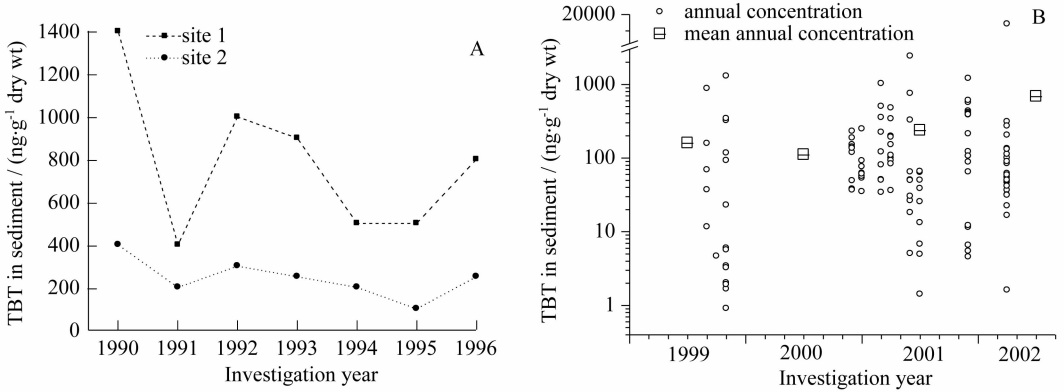 1400
1200
1000
800
600
400
200
0
TBT in sediment / (ng·g⁻¹ dry wt)
site 1
site 2
A
1990 1991 1992 1993 1994 1995 1996
Investigation year
20000
1000
100
10
1
TBT in sediment / (ng·g⁻¹ dry wt)
annual concentration
mean annual concentration
B
1999 2000 2001 2002
Investigation year